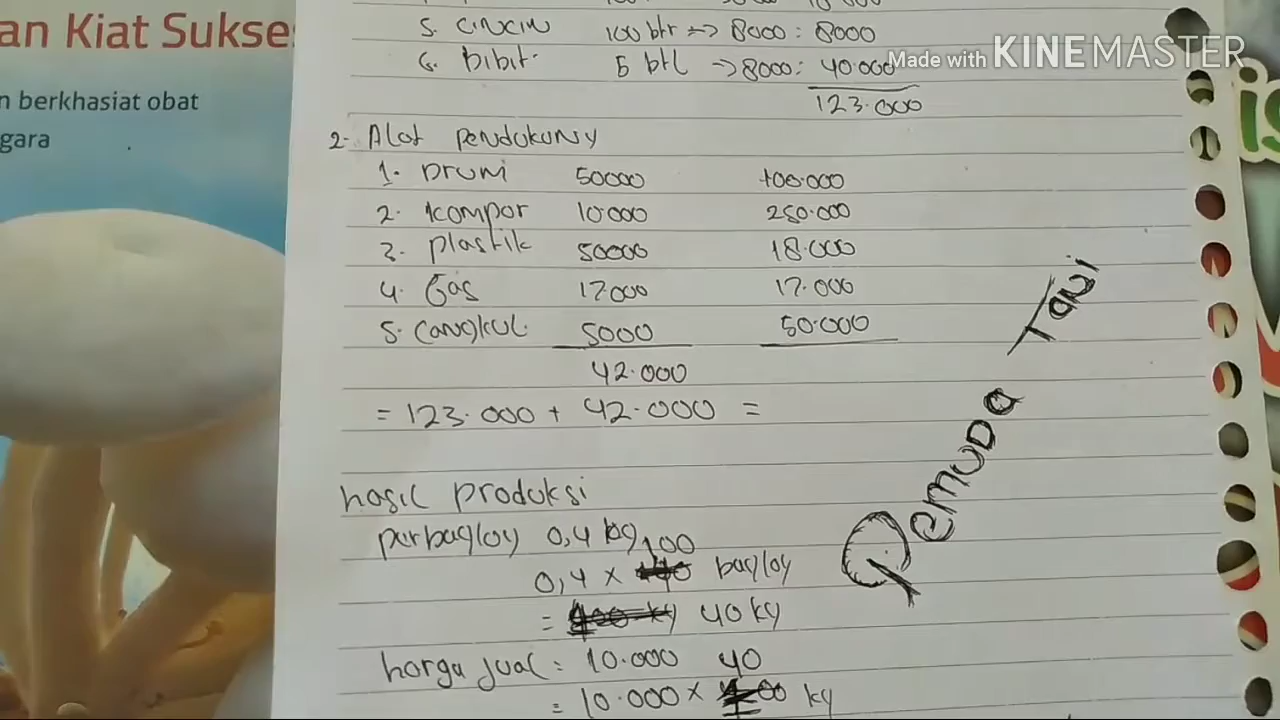 an Kiat Sukses
n berkhasiat obat
gara
5. Cincin 100 btr => 8000 : 8000
6. Bibit 5 btl -> 8000 : 40.000
Made with KINEMASTER
123.000
2. Alat pendukung
1. Drum 50000 100.000
2. Kompor 10.000 250.000
3. plastik 50000 18.000
4. Gas 17000 17.000
5. Cangkul 5000 50.000
42.000
= 123.000 + 42.000 =
hasil produksi
perbaglog 0,4 kg
100
0,4 x baglog
= 40 kg
harga jual = 10.000 40
= 10.000 x kg
Pemuda Tani